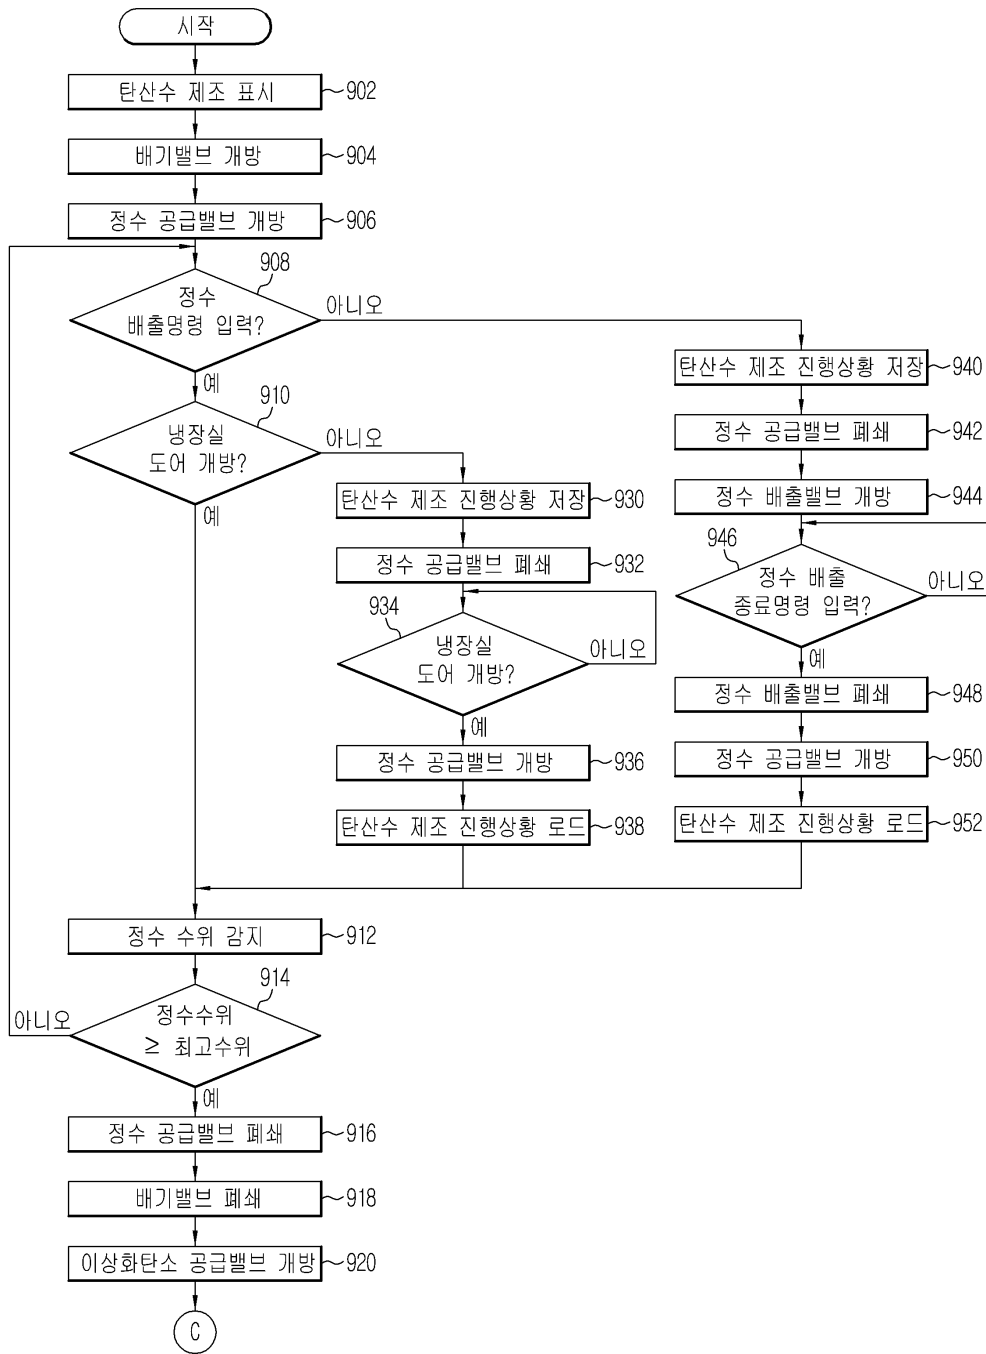 시작
탄산수 제조 표시
902
배기밸브 개방
904
정수 공급밸브 개방
906
908
정수
배출명령 입력?
아니오
예
910
냉장실
도어 개방?
아니오
예
탄산수 제조 진행상황 저장
930
정수 공급밸브 폐쇄
932
934
냉장실
도어 개방?
아니오
예
정수 공급밸브 개방
936
탄산수 제조 진행상황 로드
938
탄산수 제조 진행상황 저장
940
정수 공급밸브 폐쇄
942
정수 배출밸브 개방
944
946
정수 배출
종료명령 입력?
아니오
예
정수 배출밸브 폐쇄
948
정수 공급밸브 개방
950
탄산수 제조 진행상황 로드
952
정수 수위 감지
912
914
정수수위
≥ 최고수위
아니오
예
정수 공급밸브 폐쇄
916
배기밸브 폐쇄
918
이상화탄소 공급밸브 개방
920
C